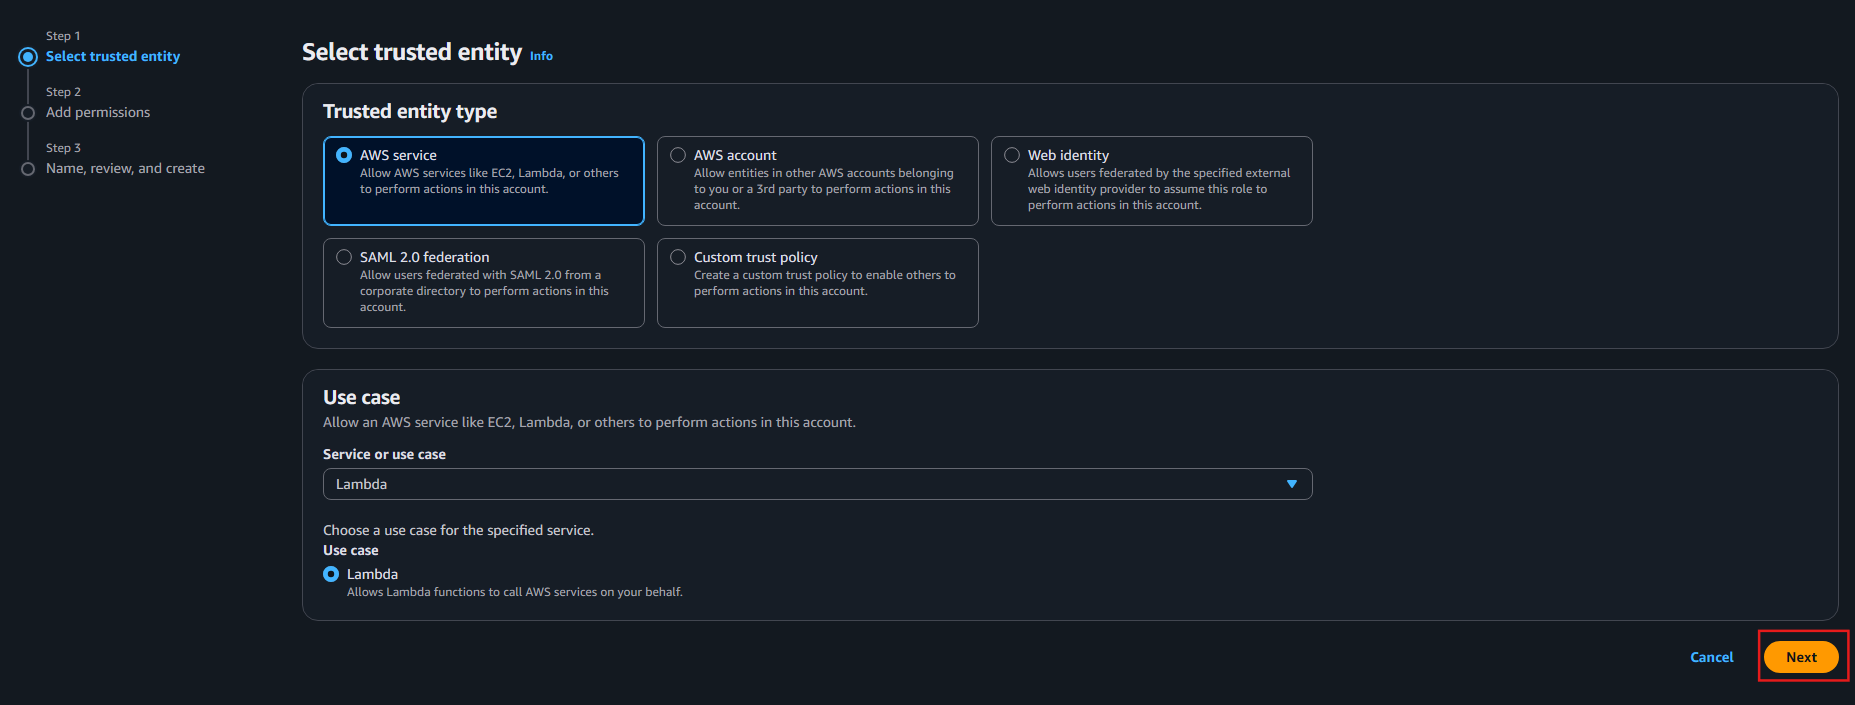 Step 1
Select trusted entity
Step 2
Add permissions
Step 3
Name, review, and create
Select trusted entity Info
Trusted entity type
AWS service
Allow AWS services like EC2, Lambda, or others
to perform actions in this account.
AWS account
Allow entities in other AWS accounts belonging
to you or a 3rd party to perform actions in this
account.
Web identity
Allows users federated by the specified external
web identity provider to assume this role to
perform actions in this account.
SAML 2.0 federation
Allow users federated with SAML 2.0 from a
corporate directory to perform actions in this
account.
Custom trust policy
Create a custom trust policy to enable others to
perform actions in this account.
Use case
Allow an AWS service like EC2, Lambda, or others to perform actions in this account.
Service or use case
Lambda
Choose a use case for the specified service.
Use case
Lambda
Allows Lambda functions to call AWS services on your behalf.
Cancel
Next